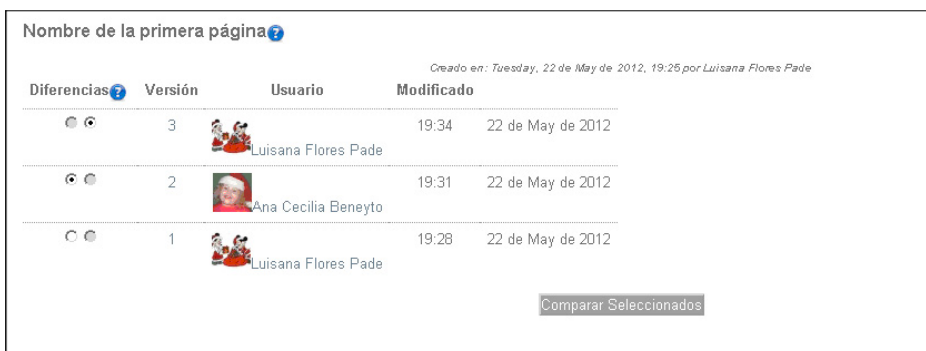 Nombre de la primera página
Creado en: Tuesday, 22 de May de 2012, 19:25 por Luisana Flores Pade
Diferencias Versión Usuario Modificado
3 Luisana Flores Pade 19:34 22 de May de 2012
2 Ana Cecilia Beneyto 19:31 22 de May de 2012
1 Luisana Flores Pade 19:28 22 de May de 2012
Comparar Seleccionados